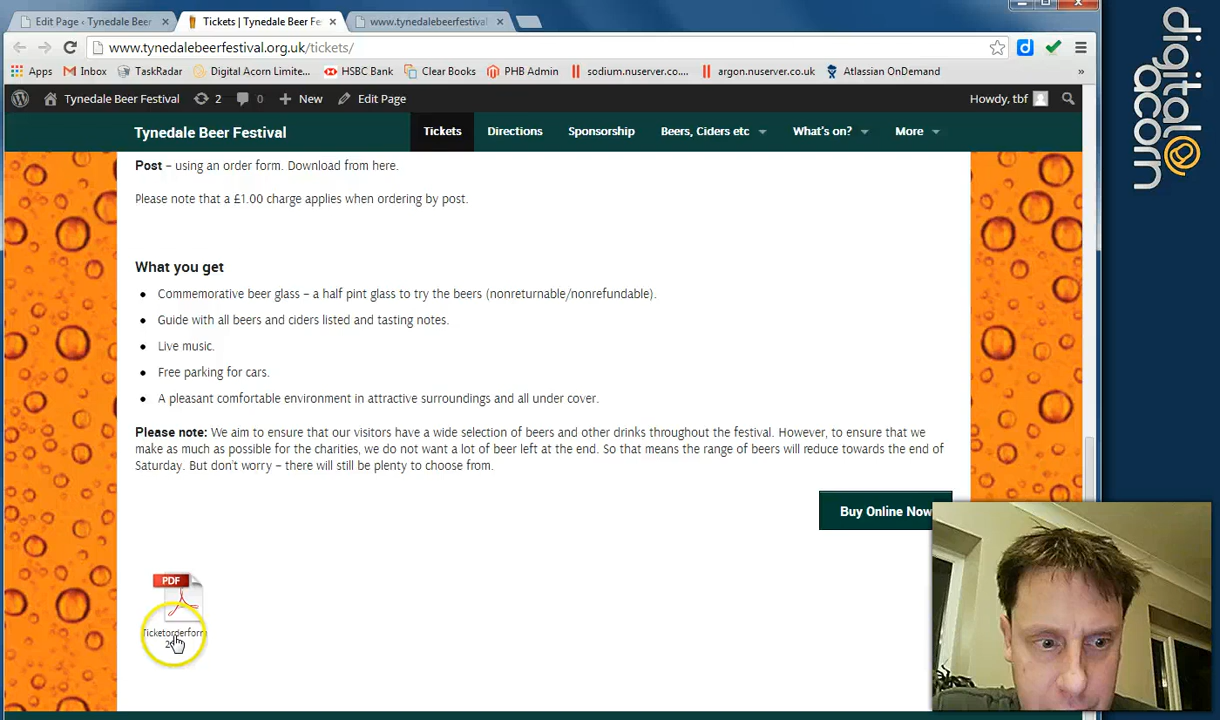 Edit Page ‹ Tynedale Beer
Tickets | Tynedale Beer Fe
www.tynedalebeerfestival
www.tynedalebeerfestival.org.uk/tickets/
Apps
Inbox
TaskRadar
Digital Acorn Limite...
HSBC Bank
Clear Books
PHB Admin
sodium.nuserver.co....
argon.nuserver.co.uk
Atlassian OnDemand
»
Tynedale Beer Festival
2
0
New
Edit Page
Howdy, tbf
Tynedale Beer Festival
Tickets
Directions
Sponsorship
Beers, Ciders etc
What's on?
More
Post – using an order form. Download from here.
Please note that a £1.00 charge applies when ordering by post.
What you get
Commemorative beer glass – a half pint glass to try the beers (nonreturnable/nonrefundable).
Guide with all beers and ciders listed and tasting notes.
Live music.
Free parking for cars.
A pleasant comfortable environment in attractive surroundings and all under cover.
Please note: We aim to ensure that our visitors have a wide selection of beers and other drinks throughout the festival. However, to ensure that we
make as much as possible for the charities, we do not want a lot of beer left at the end. So that means the range of beers will reduce towards the end of
Saturday. But don't worry – there will still be plenty to choose from.
Buy Online Now
PDF
Ticketorderform
digital@
acorn